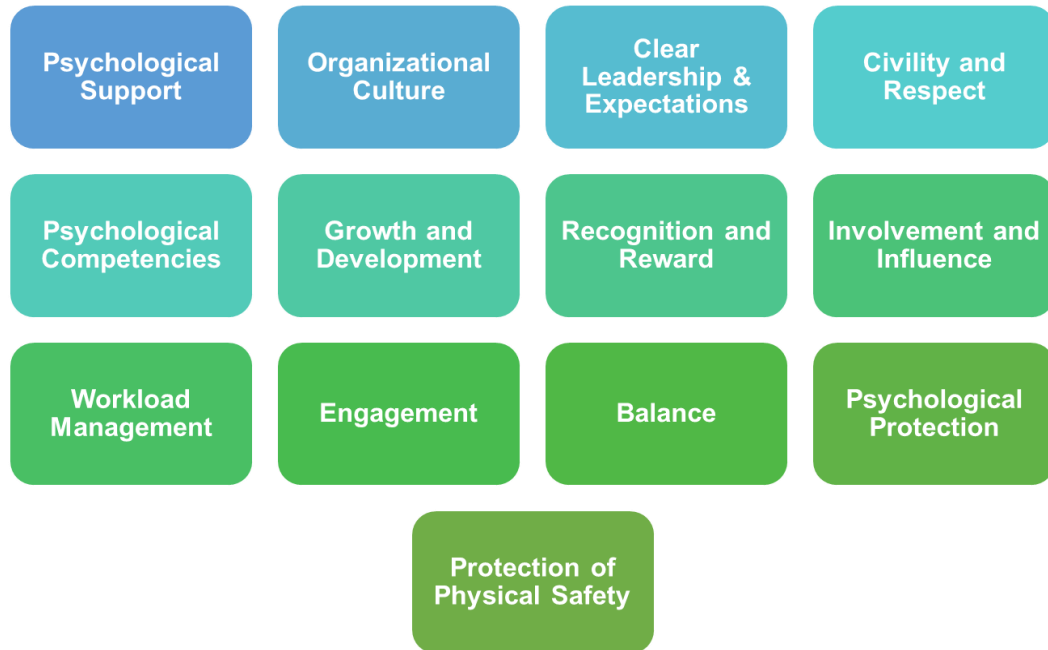 Psychological
Support
Organizational
Culture
Clear
Leadership &
Expectations
Civility and
Respect
Psychological
Competencies
Growth and
Development
Recognition and
Reward
Involvement and
Influence
Workload
Management
Engagement
Balance
Psychological
Protection
Protection of
Physical Safety